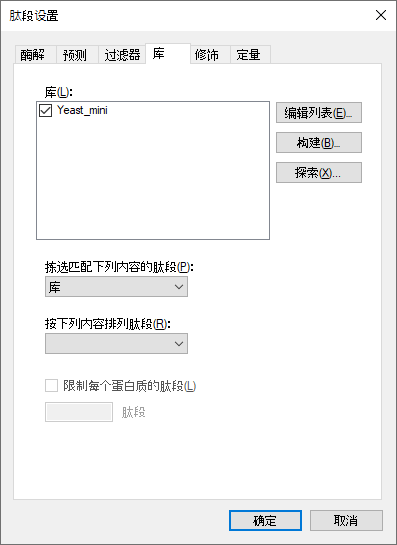 肽段设置
酶解 预测 过滤器 库 修饰 定量
库(L):
Yeast_mini
编辑列表(E)...
构建(B)...
探索(X)...
拣选匹配下列内容的肽段(P):
库
按下列内容排列肽段(R):
限制每个蛋白质的肽段(L)
肽段
确定 取消